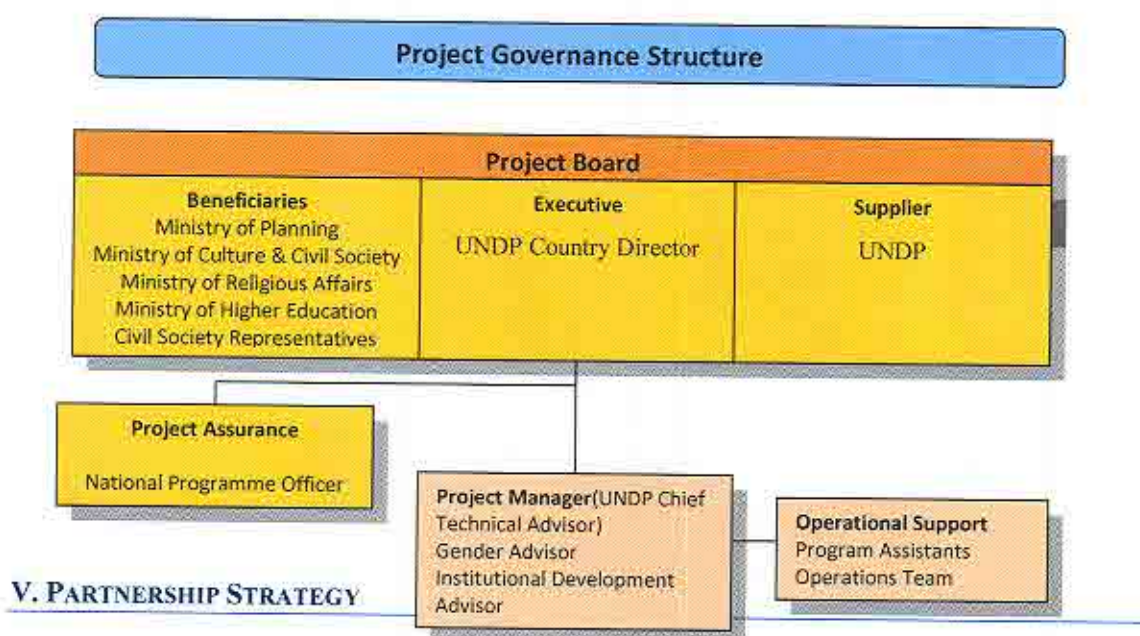 Project Governance Structure
Project Board
Beneficiaries
Ministry of Planning
Ministry of Culture & Civil Society
Ministry of Religious Affairs
Ministry of Higher Education
Civil Society Representatives
Executive
UNDP Country Director
Supplier
UNDP
Project Assurance
National Programme Officer
Project Manager(UNDP Chief
Technical Advisor)
Gender Advisor
Institutional Development
Advisor
Operational Support
Program Assistants
Operations Team
V. PARTNERSHIP STRATEGY